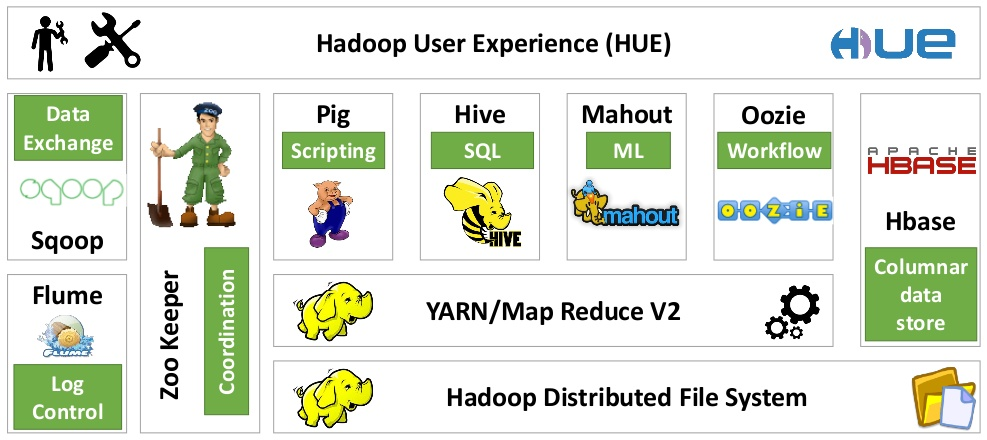 Hadoop User Experience (HUE)
HUE
Data
Exchange
sqoop
Sqoop
Flume
FLUME
Log
Control
ZOO
Zoo Keeper
Coordination
Pig
Scripting
Hive
SQL
HIVE
Mahout
ML
mahout
Oozie
Workflow
OOZIE
APACHE
HBASE
Hbase
Columnar
data
store
YARN/Map Reduce V2
Hadoop Distributed File System